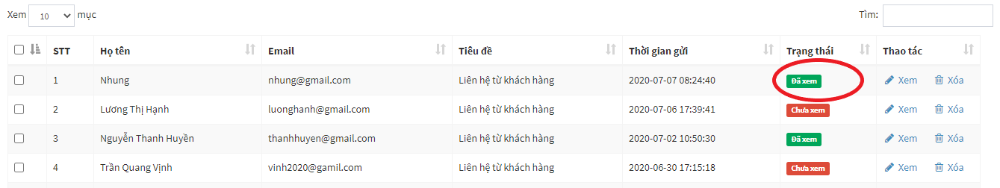 Xem 10 mục Tìm:
STT Họ tên Email Tiêu đề Thời gian gửi Trạng thái Thao tác
1 Nhung nhung@gmail.com Liên hệ từ khách hàng 2020-07-07 08:24:40 Đã xem Xem Xóa
2 Lương Thị Hạnh luonghanh@gmail.com Liên hệ từ khách hàng 2020-07-06 17:39:41 Chưa xem Xem Xóa
3 Nguyễn Thanh Huyền thanhhuyen@gmail.com Liên hệ từ khách hàng 2020-07-02 10:50:30 Đã xem Xem Xóa
4 Trần Quang Vịnh vinh2020@gamil.com Liên hệ từ khách hàng 2020-06-30 17:15:18 Chưa xem Xem Xóa